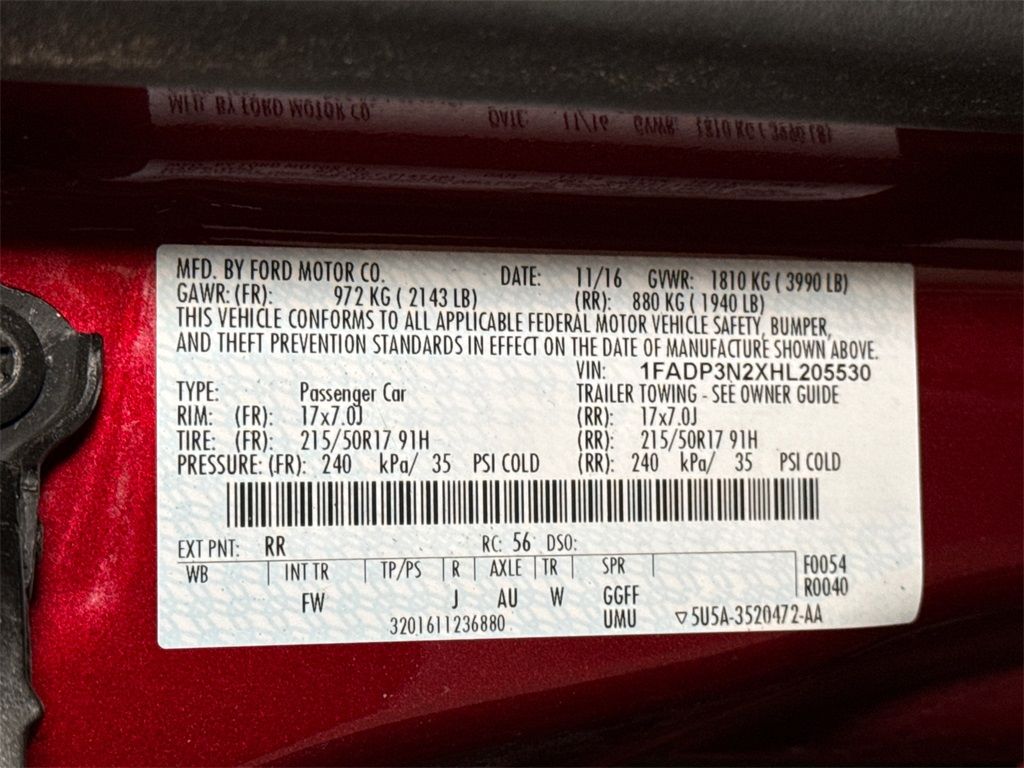 MFD. BY FORD MOTOR CO. DATE: 11/16 GVWR: 1810 KG ( 3990 LB)
GAWR: (FR): 972 KG ( 2143 LB) (RR): 880 KG ( 1940 LB)
THIS VEHICLE CONFORMS TO ALL APPLICABLE FEDERAL MOTOR VEHICLE SAFETY, BUMPER,
AND THEFT PREVENTION STANDARDS IN EFFECT ON THE DATE OF MANUFACTURE SHOWN ABOVE.
VIN: 1FADP3N2XHL205530
TYPE: Passenger Car TRAILER TOWING - SEE OWNER GUIDE
RIM: (FR): 17x7.0J (RR): 17x7.0J
TIRE: (FR): 215/50R17 91H (RR): 215/50R17 91H
PRESSURE: (FR): 240 kPa/ 35 PSI COLD (RR): 240 kPa/ 35 PSI COLD
EXT PNT: RR RC: 56 DSO:
WB INT TR TP/PS R AXLE TR SPR F0054
FW J AU W GGFF R0040
3201611236880 UMU ▽5U5A-3520472-AA